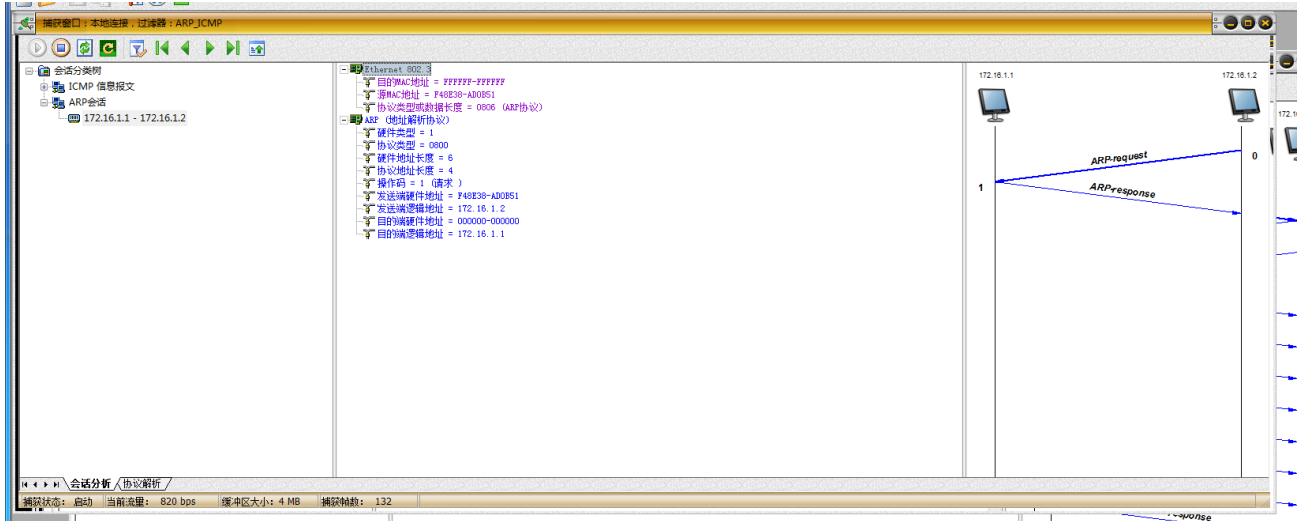 捕获窗口：本地连接，过滤器：ARP_ICMP
会话分类树
ICMP 信息报文
ARP会话
172.16.1.1 - 172.16.1.2
Ethernet 802.3
目的MAC地址 = FFFFFF-FFFFFF
源MAC地址 = F48E38-AD0B51
协议类型或数据长度 = 0806 (ARP协议)
ARP (地址解析协议)
硬件类型 = 1
协议类型 = 0800
硬件地址长度 = 6
协议地址长度 = 4
操作码 = 1 (请求 )
发送端硬件地址 = F48E38-AD0B51
发送端逻辑地址 = 172.16.1.2
目的端硬件地址 = 000000-000000
目的端逻辑地址 = 172.16.1.1
172.16.1.1
172.16.1.2
ARP-request
0
1
ARP-response
会话分析
协议解析
捕获状态： 启动 当前流量： 820 bps 缓冲区大小：4 MB 捕获帧数： 132